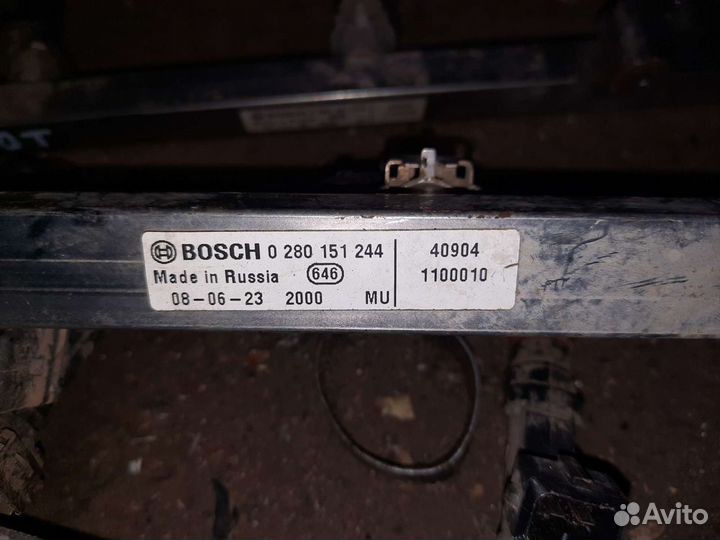 BOSCH 0 280 151 244
Made in Russia 646
08-06-23 2000 MU
40904
1100010
Avito